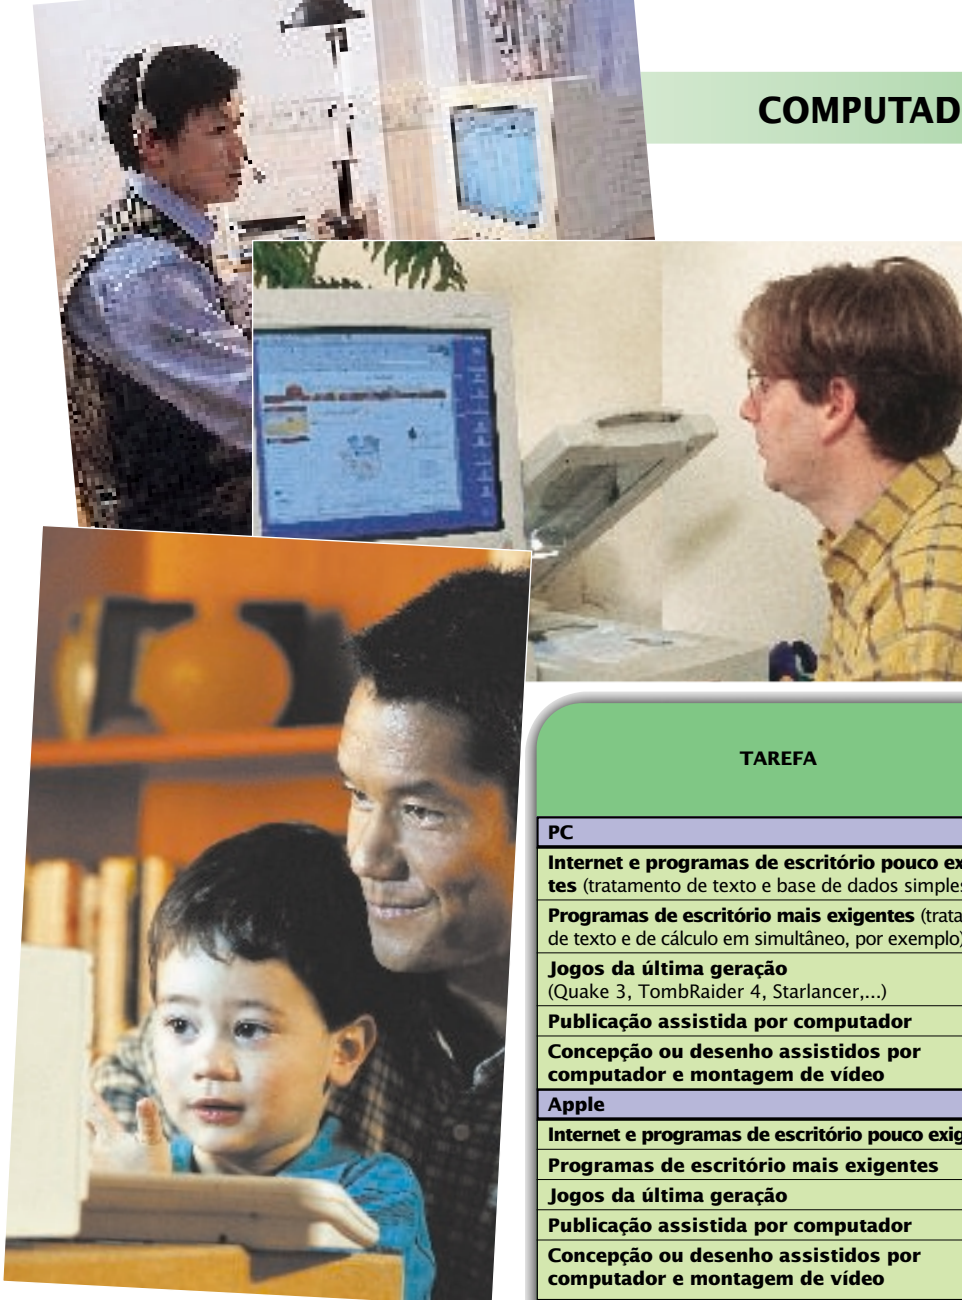 COMPUTAD
TAREFA
PC
Internet e programas de escritório pouco ex
tes (tratamento de texto e base de dados simples
Programas de escritório mais exigentes (trata
de texto e de cálculo em simultâneo, por exemplo)
Jogos da última geração
(Quake 3, TombRaider 4, Starlancer,...)
Publicação assistida por computador
Concepção ou desenho assistidos por
computador e montagem de vídeo
Apple
Internet e programas de escritório pouco exig
Programas de escritório mais exigentes
Jogos da última geração
Publicação assistida por computador
Concepção ou desenho assistidos por
computador e montagem de vídeo